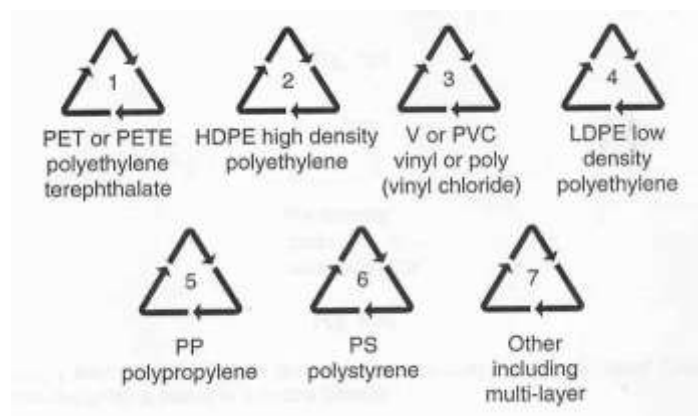 1
2
3
4
PET or PETE
polyethylene
terephthalate
HDPE high density
polyethylene
V or PVC
vinyl or poly
(vinyl chloride)
LDPE low
density
polyethylene
5
6
7
PP
polypropylene
PS
polystyrene
Other
including
multi-layer